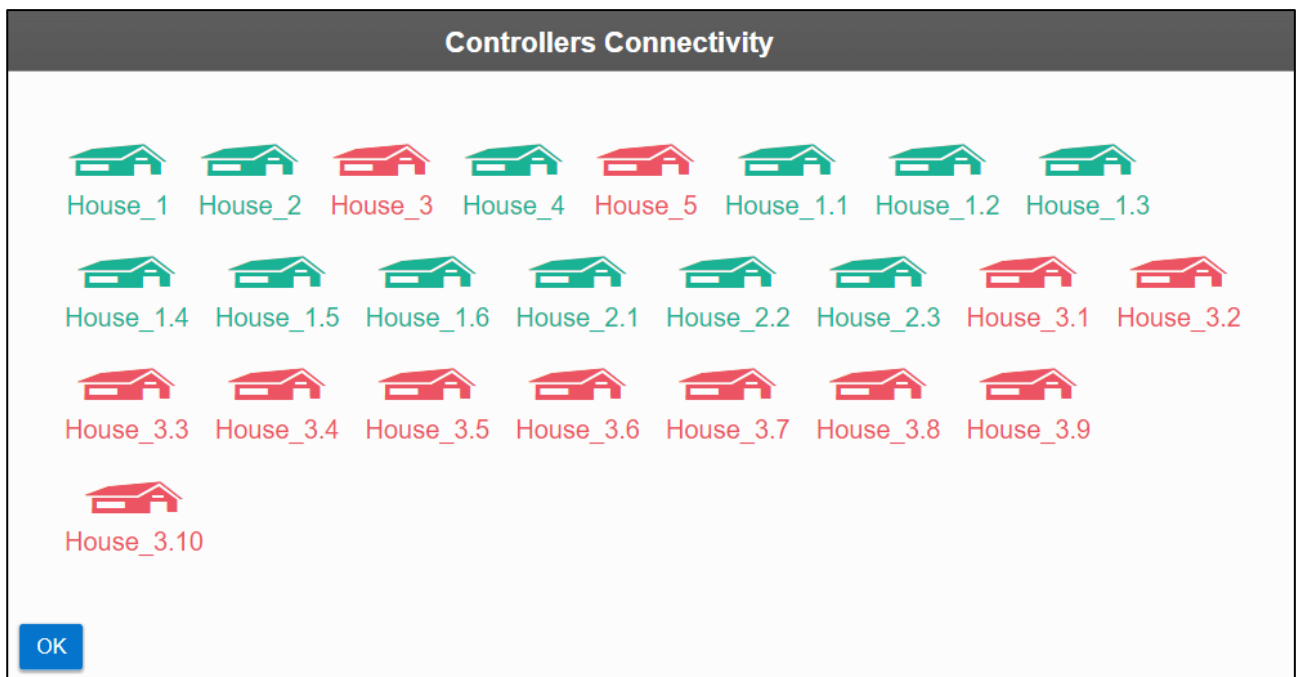 Controllers Connectivity
House_1 House_2 House_3 House_4 House_5 House_1.1 House_1.2 House_1.3
House_1.4 House_1.5 House_1.6 House_2.1 House_2.2 House_2.3 House_3.1 House_3.2
House_3.3 House_3.4 House_3.5 House_3.6 House_3.7 House_3.8 House_3.9
House_3.10
OK